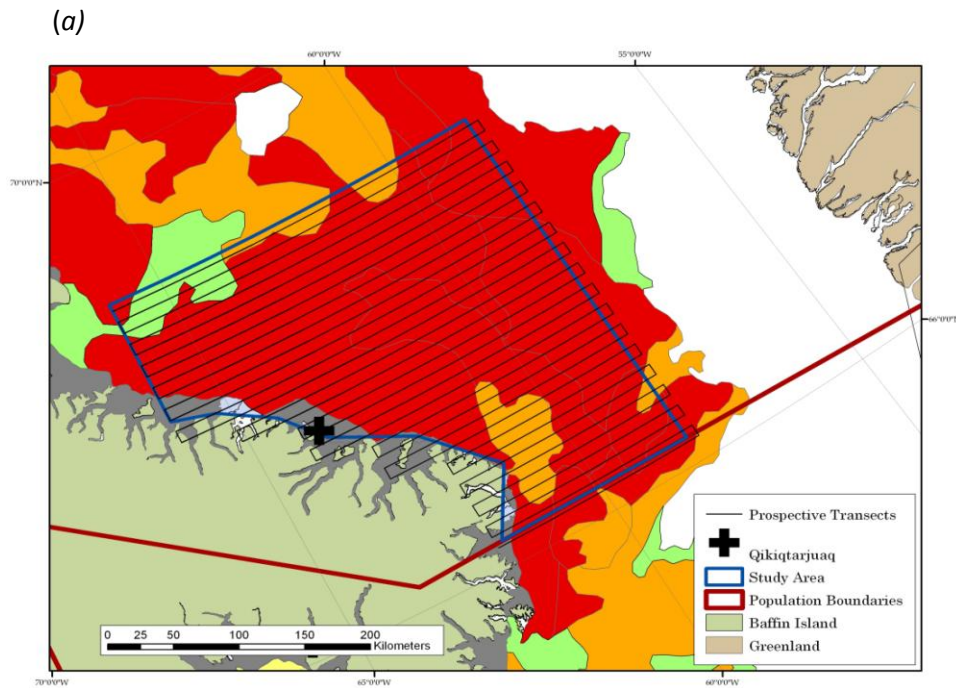 (a)
60°0'0"W
55°0'0"W
70°0'0"N
66°0'0"N
Prospective Transects
Qikiqtarjuaq
Study Area
Population Boundaries
Baffin Island
Greenland
0 25 50 100 150 200
Kilometers
70°0'0"W
65°0'0"W
60°0'0"W